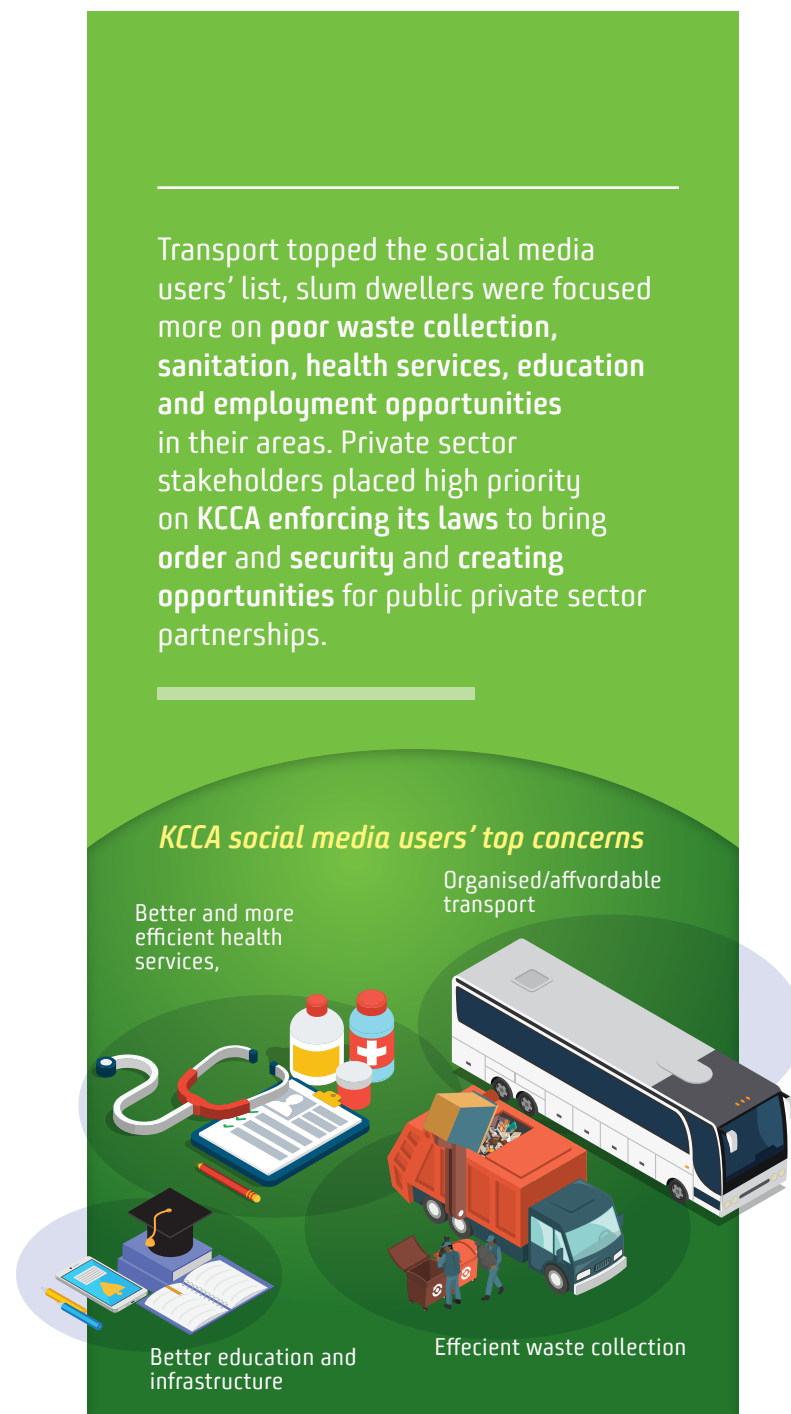 Transport topped the social media
users’ list, slum dwellers were focused
more on poor waste collection,
sanitation, health services, education
and employment opportunities
in their areas. Private sector
stakeholders placed high priority
on KCCA enforcing its laws to bring
order and security and creating
opportunities for public private sector
partnerships.
KCCA social media users’ top concerns
Organised/affvordable
transport
Better and more
efficient health
services,
Better education and
infrastructure
Effecient waste collection